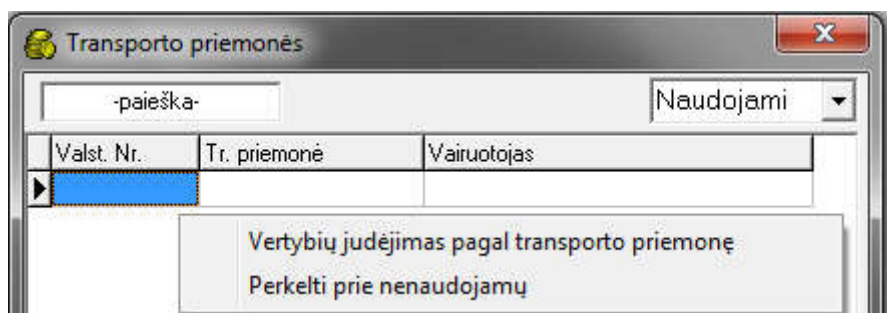 Transporto priemonės
-paieška-
Naudojami
Valst. Nr. Tr. priemonė Vairuotojas
Vertybių judėjimas pagal transporto priemonę
Perkelti prie nenaudojamų